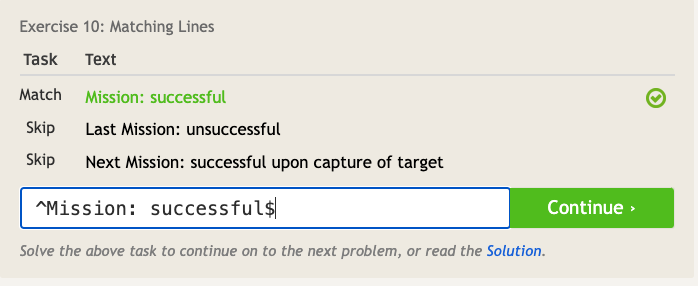 Exercise 10: Matching Lines
Task Text
Match Mission: successful
Skip Last Mission: unsuccessful
Skip Next Mission: successful upon capture of target
^Mission: successful$ Continue ›
Solve the above task to continue on to the next problem, or read the Solution.